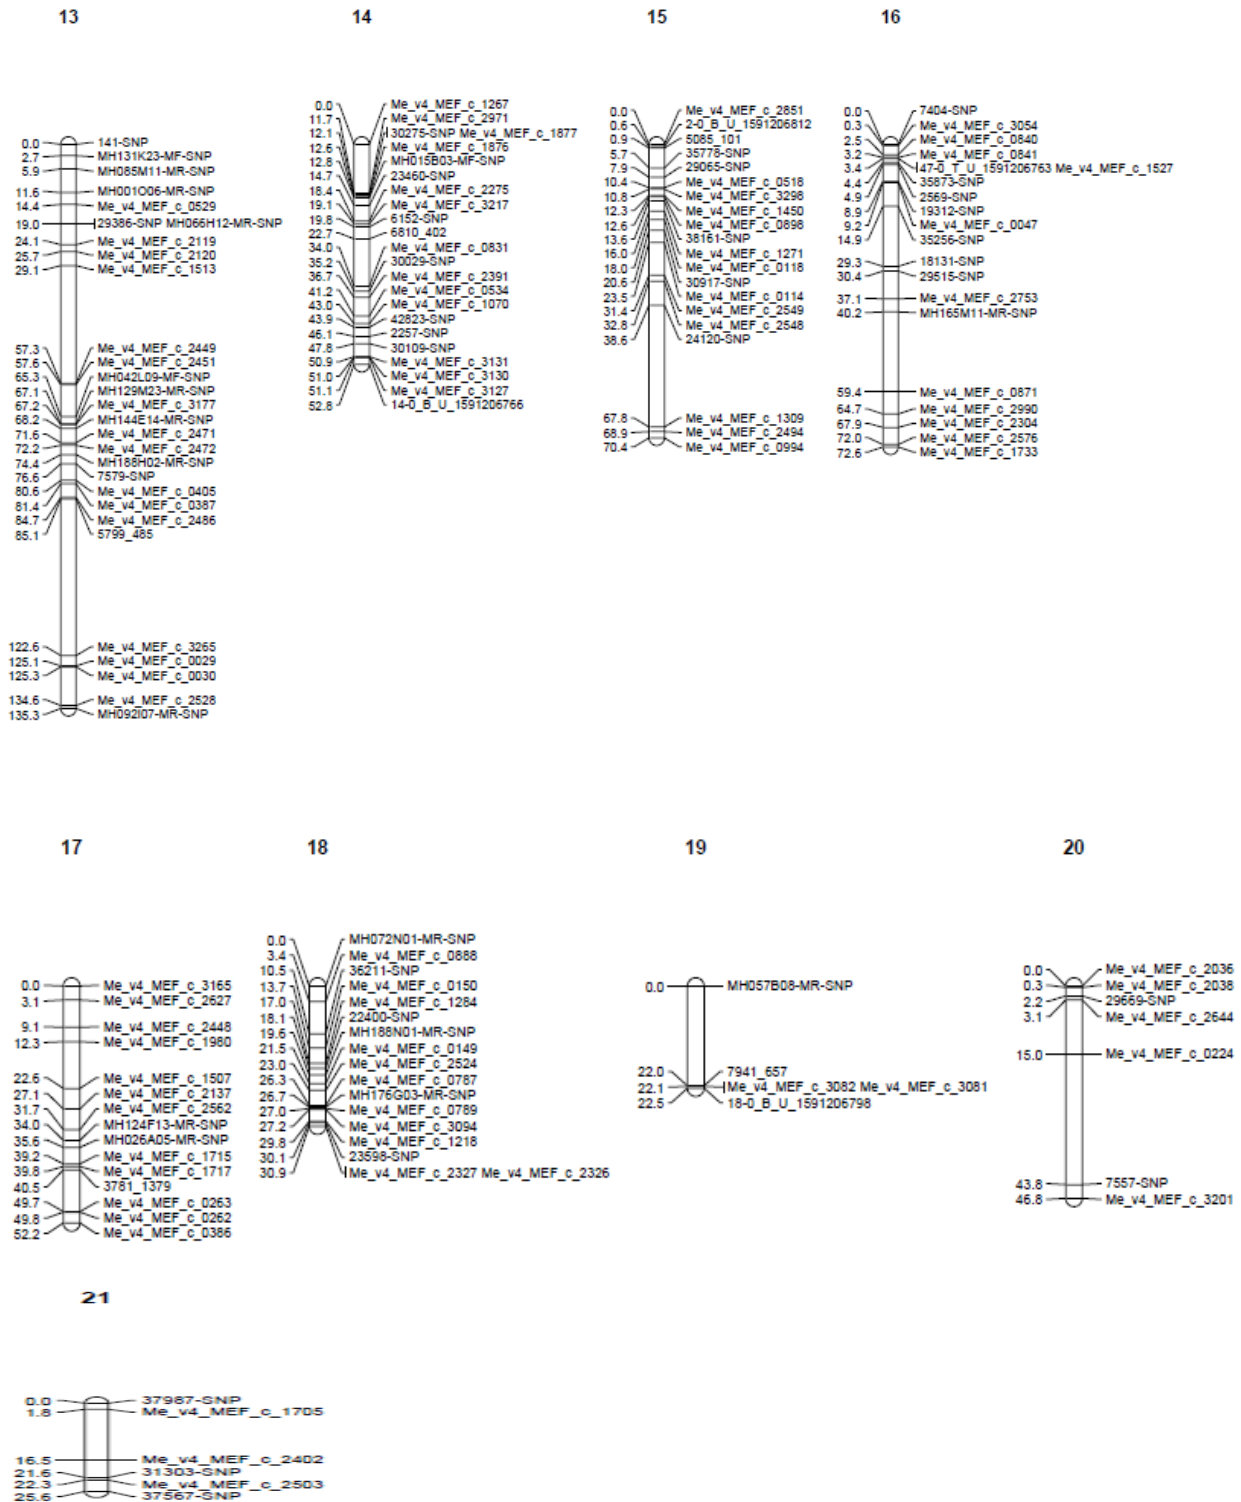 13
0.0 141-SNP
2.7 MH131K23-MF-SNP
5.9 MH085M11-MR-SNP
11.6 MH001O06-MR-SNP
14.4 Me_v4_MEF_c_0529
19.0 29386-SNP MH066H12-MR-SNP
24.1 Me_v4_MEF_c_2119
25.7 Me_v4_MEF_c_2120
29.1 Me_v4_MEF_c_1513
57.3 Me_v4_MEF_c_2449
57.6 Me_v4_MEF_c_2451
65.3 MH042L09-MF-SNP
67.1 MH129M23-MR-SNP
67.2 Me_v4_MEF_c_3177
68.2 MH144E14-MR-SNP
71.6 Me_v4_MEF_c_2471
72.2 Me_v4_MEF_c_2472
74.4 MH188H02-MR-SNP
76.6 7579-SNP
80.6 Me_v4_MEF_c_0405
81.4 Me_v4_MEF_c_0387
84.7 Me_v4_MEF_c_2486
85.1 5799_485
122.6 Me_v4_MEF_c_3265
125.1 Me_v4_MEF_c_0029
125.3 Me_v4_MEF_c_0030
134.6 Me_v4_MEF_c_2528
135.3 MH092I07-MR-SNP
14
0.0 Me_v4_MEF_c_1267
11.7 Me_v4_MEF_c_2971
12.1 30275-SNP Me_v4_MEF_c_1877
12.6 Me_v4_MEF_c_1876
12.8 MH015B03-MF-SNP
14.7 23460-SNP
18.4 Me_v4_MEF_c_2275
19.1 Me_v4_MEF_c_3217
19.8 6152-SNP
22.7 6810_402
34.0 Me_v4_MEF_c_0831
35.2 30029-SNP
36.7 Me_v4_MEF_c_2391
41.2 Me_v4_MEF_c_0534
43.0 Me_v4_MEF_c_1070
43.9 42823-SNP
46.1 2257-SNP
47.8 30109-SNP
50.9 Me_v4_MEF_c_3131
51.0 Me_v4_MEF_c_3130
51.1 Me_v4_MEF_c_3127
52.8 14-0_B_U_1591206766
15
0.0 Me_v4_MEF_c_2851
0.6 2-0_B_U_1591206812
0.9 5085_101
5.7 35778-SNP
7.9 29065-SNP
10.4 Me_v4_MEF_c_0518
10.8 Me_v4_MEF_c_3298
12.3 Me_v4_MEF_c_1450
12.6 Me_v4_MEF_c_0898
13.6 38161-SNP
16.0 Me_v4_MEF_c_1271
18.0 Me_v4_MEF_c_0118
20.6 30917-SNP
23.5 Me_v4_MEF_c_0114
31.4 Me_v4_MEF_c_2549
32.8 Me_v4_MEF_c_2548
38.6 24120-SNP
67.8 Me_v4_MEF_c_1309
68.9 Me_v4_MEF_c_2494
70.4 Me_v4_MEF_c_0994
16
0.0 7404-SNP
0.3 Me_v4_MEF_c_3054
2.5 Me_v4_MEF_c_0840
3.2 Me_v4_MEF_c_0841
3.4 47-0_T_U_1591206763 Me_v4_MEF_c_1527
4.4 35873-SNP
4.9 2569-SNP
8.9 19312-SNP
9.2 Me_v4_MEF_c_0047
14.9 35256-SNP
29.3 18131-SNP
30.4 29515-SNP
37.1 Me_v4_MEF_c_2753
40.2 MH165M11-MR-SNP
59.4 Me_v4_MEF_c_0871
64.7 Me_v4_MEF_c_2990
67.9 Me_v4_MEF_c_2304
72.0 Me_v4_MEF_c_2576
72.6 Me_v4_MEF_c_1733
17
0.0 Me_v4_MEF_c_3165
3.1 Me_v4_MEF_c_2627
9.1 Me_v4_MEF_c_2448
12.3 Me_v4_MEF_c_1980
22.6 Me_v4_MEF_c_1507
27.1 Me_v4_MEF_c_2137
31.7 Me_v4_MEF_c_2562
34.0 MH124F13-MR-SNP
35.6 MH026A05-MR-SNP
39.2 Me_v4_MEF_c_1715
39.8 Me_v4_MEF_c_1717
40.5 3781_1379
49.7 Me_v4_MEF_c_0263
49.8 Me_v4_MEF_c_0262
52.2 Me_v4_MEF_c_0386
18
0.0 MH072N01-MR-SNP
3.4 Me_v4_MEF_c_0888
10.5 36211-SNP
13.7 Me_v4_MEF_c_0150
17.0 Me_v4_MEF_c_1284
18.1 22400-SNP
19.6 MH188N01-MR-SNP
21.5 Me_v4_MEF_c_0149
23.0 Me_v4_MEF_c_2524
26.3 Me_v4_MEF_c_0787
26.7 MH176G03-MR-SNP
27.0 Me_v4_MEF_c_0789
27.2 Me_v4_MEF_c_3094
29.8 Me_v4_MEF_c_1218
30.1 23598-SNP
30.9 Me_v4_MEF_c_2327 Me_v4_MEF_c_2326
19
0.0 MH057B08-MR-SNP
22.0 7941_657
22.1 Me_v4_MEF_c_3082 Me_v4_MEF_c_3081
22.5 18-0_B_U_1591206798
20
0.0 Me_v4_MEF_c_2036
0.3 Me_v4_MEF_c_2038
2.2 29669-SNP
3.1 Me_v4_MEF_c_2644
15.0 Me_v4_MEF_c_0224
43.8 7557-SNP
46.8 Me_v4_MEF_c_3201
21
0.0 37987-SNP
1.8 Me_v4_MEF_c_1705
16.5 Me_v4_MEF_c_2402
21.6 31303-SNP
22.3 Me_v4_MEF_c_2503
25.6 37567-SNP